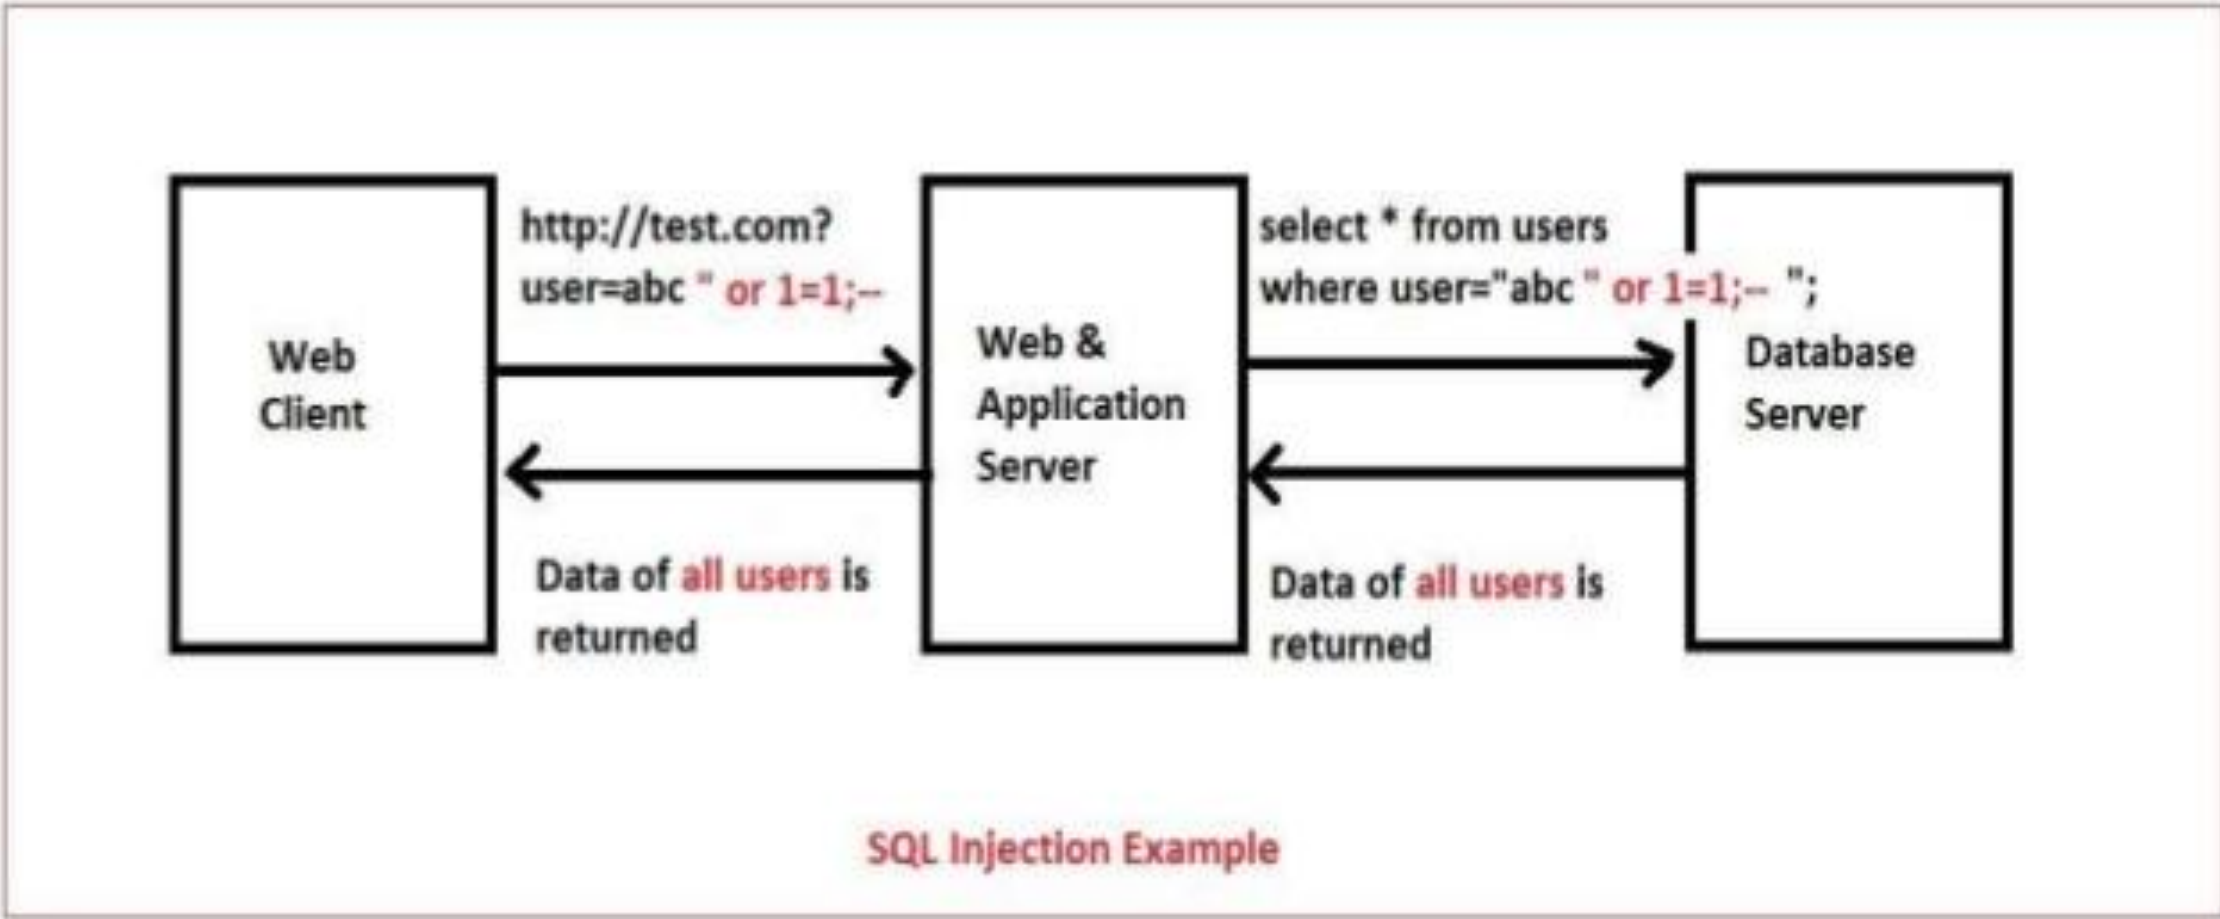 http://test.com?
user=abc " or 1=1;--
select * from users
where user="abc " or 1=1;-- ";
Web
Client
Web &
Application
Server
Database
Server
Data of all users is
returned
Data of all users is
returned
SQL Injection Example